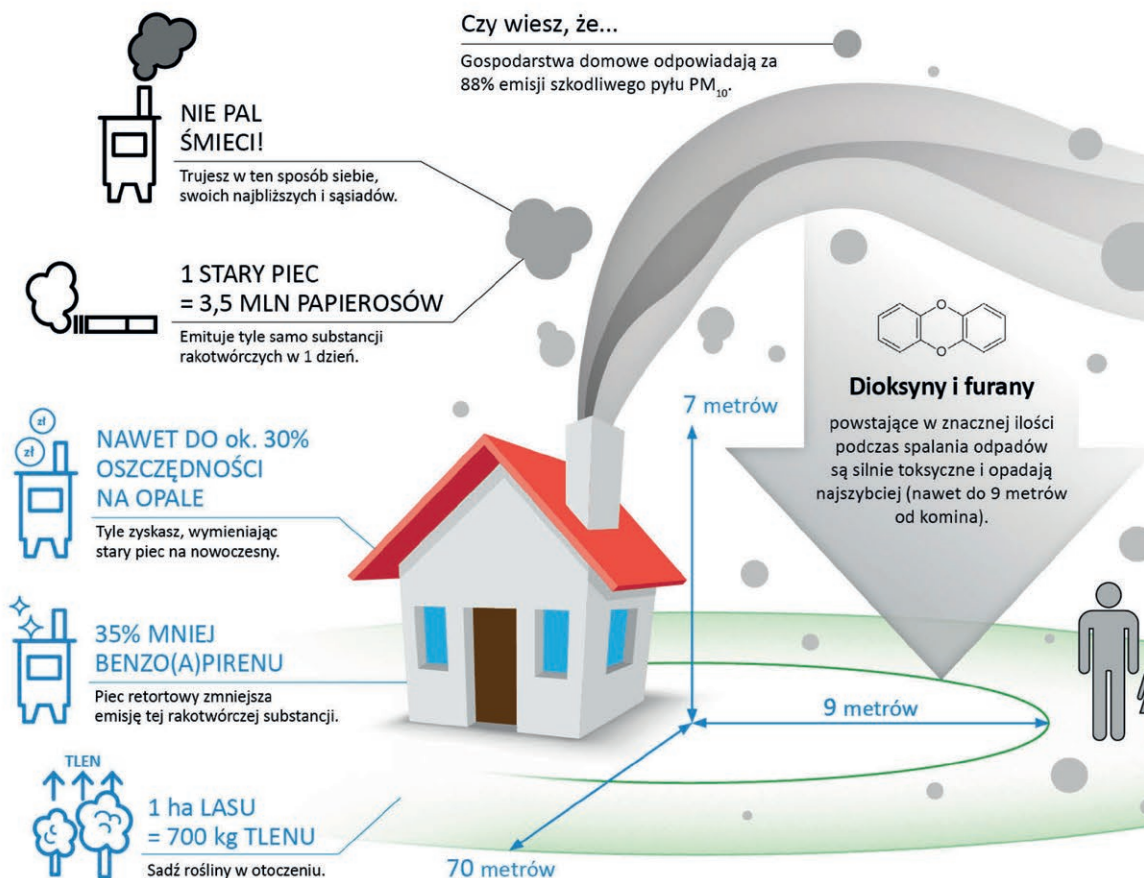 Czy wiesz, że...
Gospodarstwa domowe odpowiadają za
88% emisji szkodliwego pyłu PM₁₀.
NIE PAL
ŚMIECI!
Trujesz w ten sposób siebie,
swoich najbliższych i sąsiadów.
1 STARY PIEC
= 3,5 MLN PAPIEROSÓW
Emituje tyle samo substancji
rakotwórczych w 1 dzień.
zł
zł
NAWET DO ok. 30%
OSZCZĘDNOŚCI
NA OPALE
Tyle zyskasz, wymieniając
stary piec na nowoczesny.
35% MNIEJ
BENZO(A)PIRENU
Piec retortowy zmniejsza
emisję tej rakotwórczej substancji.
TLEN
1 ha LASU
= 700 kg TLENU
Sadź rośliny w otoczeniu.
7 metrów
9 metrów
70 metrów
O
O
Dioksyny i furany
powstające w znacznej ilości
podczas spalania odpadów
są silnie toksyczne i opadają
najszybciej (nawet do 9 metrów
od komina).